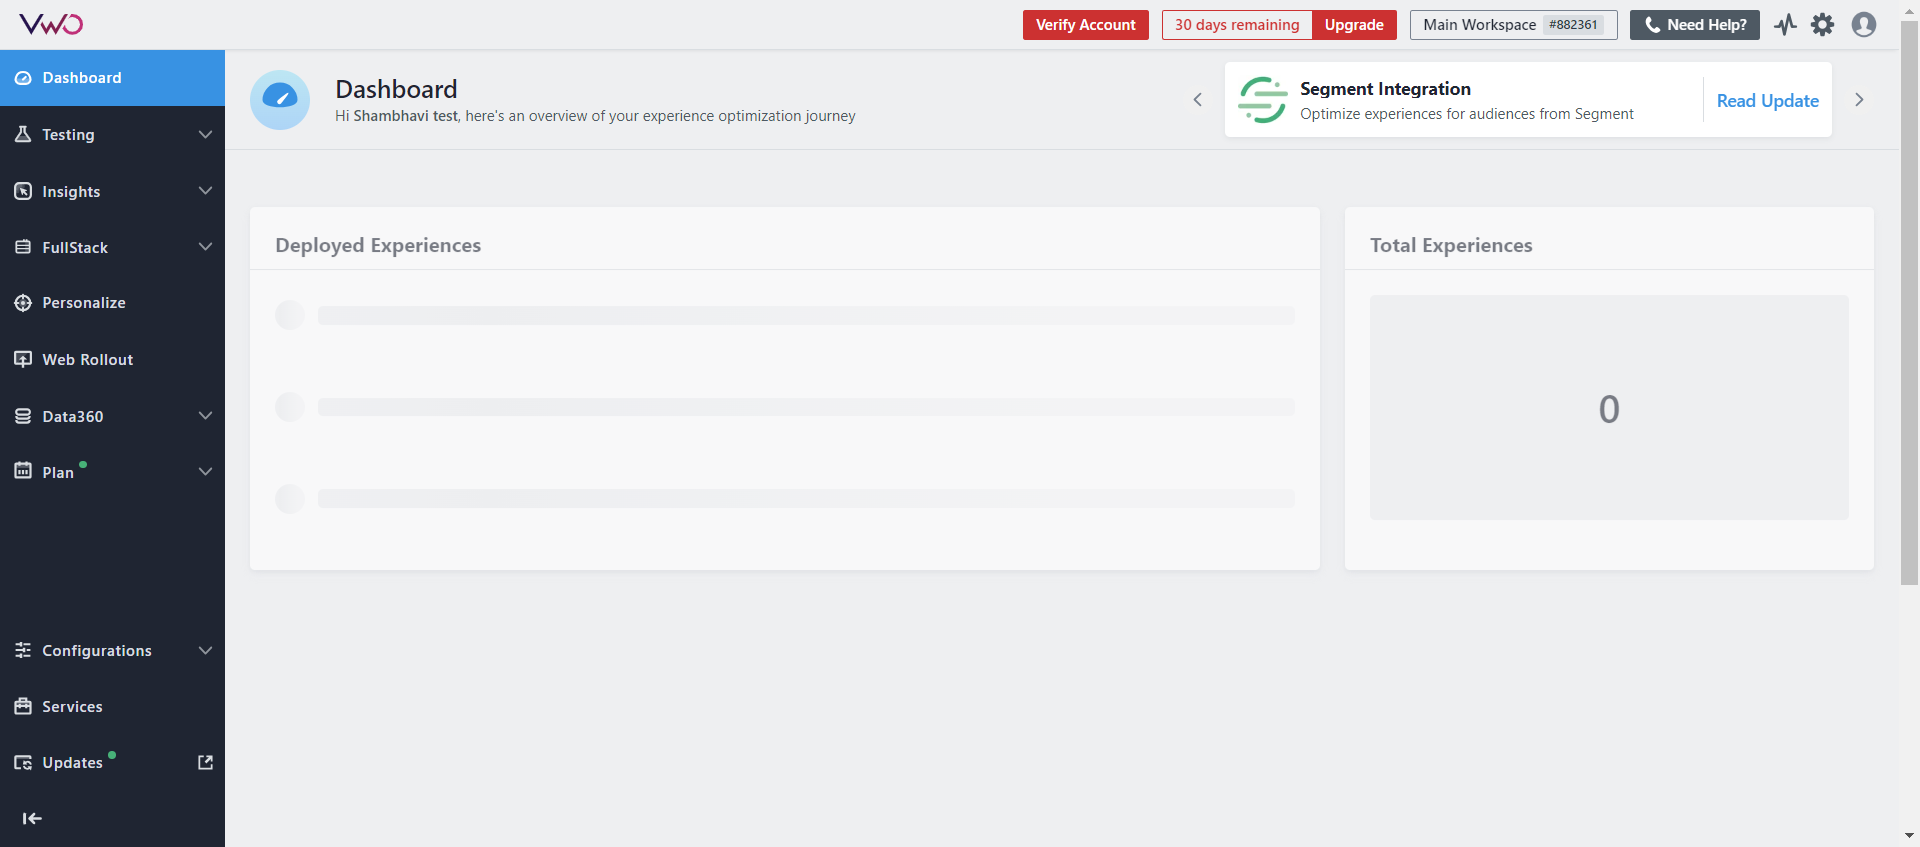 VWO
Verify Account
30 days remaining
Upgrade
Main Workspace #882361
Need Help?
Dashboard
Testing
Insights
FullStack
Personalize
Web Rollout
Data360
Plan
Configurations
Services
Updates
Dashboard
Hi Shambhavi test, here's an overview of your experience optimization journey
Segment Integration
Optimize experiences for audiences from Segment
Read Update
Deployed Experiences
Total Experiences
0